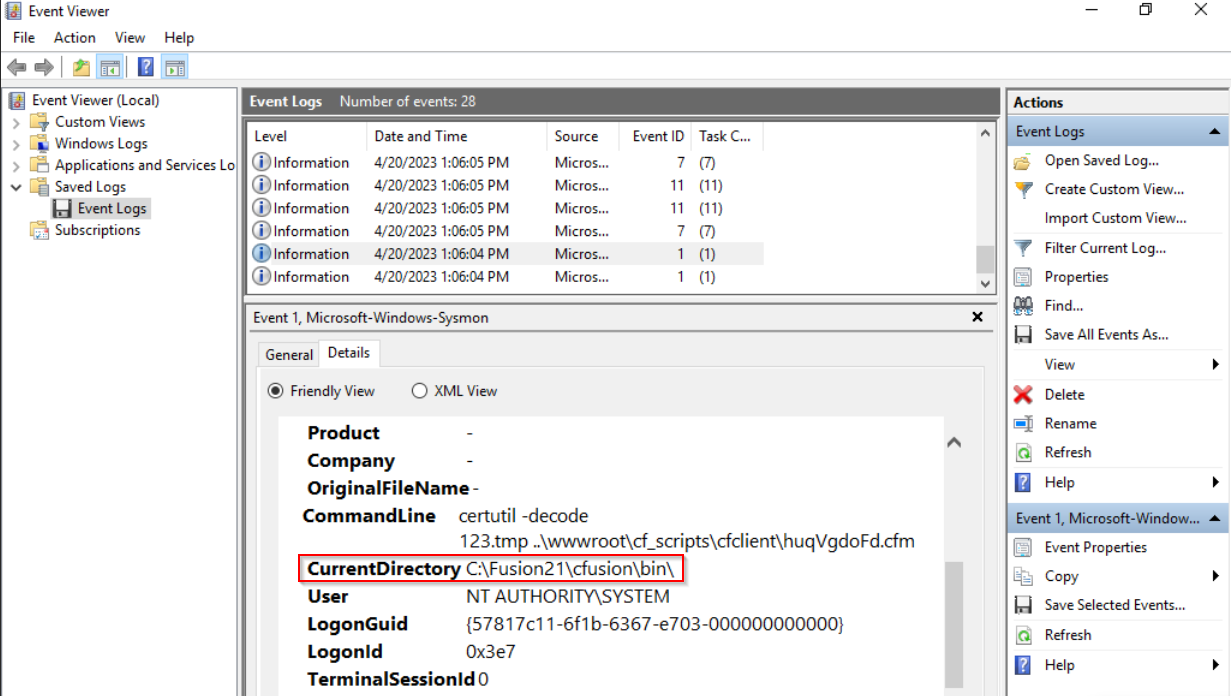 Event Viewer
File Action View Help
Event Viewer (Local)
Custom Views
Windows Logs
Applications and Services Lo
Saved Logs
Event Logs
Subscriptions
Event Logs Number of events: 28
Level Date and Time Source Event ID Task C...
Information 4/20/2023 1:06:05 PM Micros... 7 (7)
Information 4/20/2023 1:06:05 PM Micros... 11 (11)
Information 4/20/2023 1:06:05 PM Micros... 11 (11)
Information 4/20/2023 1:06:05 PM Micros... 7 (7)
Information 4/20/2023 1:06:04 PM Micros... 1 (1)
Information 4/20/2023 1:06:04 PM Micros... 1 (1)
Event 1, Microsoft-Windows-Sysmon
General Details
Friendly View XML View
Product -
Company -
OriginalFileName -
CommandLine certutil -decode
123.tmp ..\wwwroot\cf_scripts\cfclient\huqVgdoFd.cfm
CurrentDirectory C:\Fusion21\cfusion\bin\
User NT AUTHORITY\SYSTEM
LogonGuid {57817c11-6f1b-6367-e703-000000000000}
LogonId 0x3e7
TerminalSessionId 0
Actions
Event Logs
Open Saved Log...
Create Custom View...
Import Custom View...
Filter Current Log...
Properties
Find...
Save All Events As...
View
Delete
Rename
Refresh
Help
Event 1, Microsoft-Window...
Event Properties
Copy
Save Selected Events...
Refresh
Help